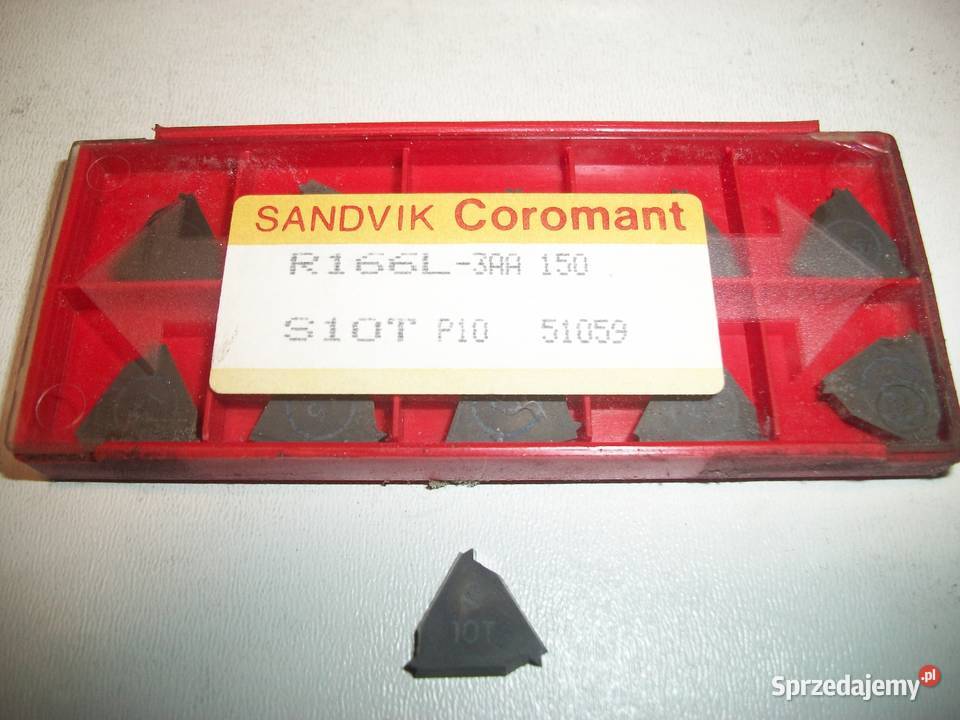 SANDVIK Coromant
R166L-3AA 150
S10T P10 51059
10T
Sprzedajemy.pl